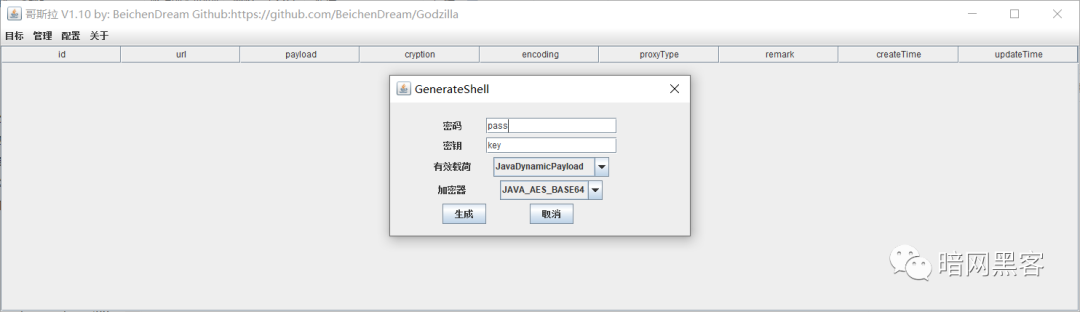 哥斯拉 V1.10 by: BeichenDream Github:https://github.com/BeichenDream/Godzilla
目标 管理 配置 关于
id url payload cryption encoding proxyType remark createTime updateTime
GenerateShell
密码 pass
密钥 key
有效载荷 JavaDynamicPayload
加密器 JAVA_AES_BASE64
生成 取消
暗网黑客